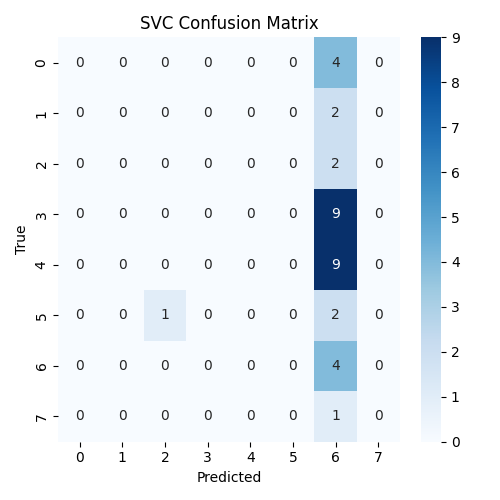 SVC Confusion Matrix
0 0 0 0 0 0 0 4 0
1 0 0 0 0 0 0 2 0
2 0 0 0 0 0 0 2 0
3 0 0 0 0 0 0 9 0
4 0 0 0 0 0 0 9 0
5 0 0 1 0 0 0 2 0
6 0 0 0 0 0 0 4 0
7 0 0 0 0 0 0 1 0
0 1 2 3 4 5 6 7
True
Predicted
9
8
7
6
5
4
3
2
1
0